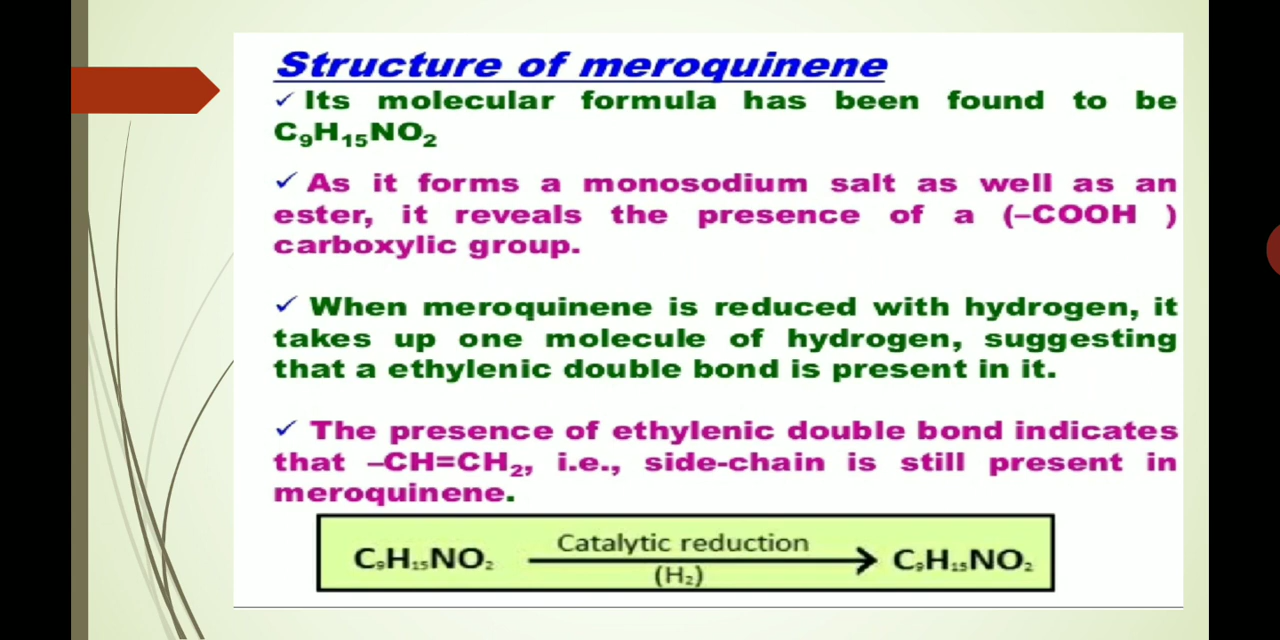 Structure of meroquinene
✓ Its molecular formula has been found to be
C₉H₁₅NO₂
✓ As it forms a monosodium salt as well as an
ester, it reveals the presence of a (–COOH )
carboxylic group.
✓ When meroquinene is reduced with hydrogen, it
takes up one molecule of hydrogen, suggesting
that a ethylenic double bond is present in it.
✓ The presence of ethylenic double bond indicates
that –CH=CH₂, i.e., side-chain is still present in
meroquinene.
Catalytic reduction
C₉H₁₅NO₂ C₉H₁₅NO₂
(H₂)